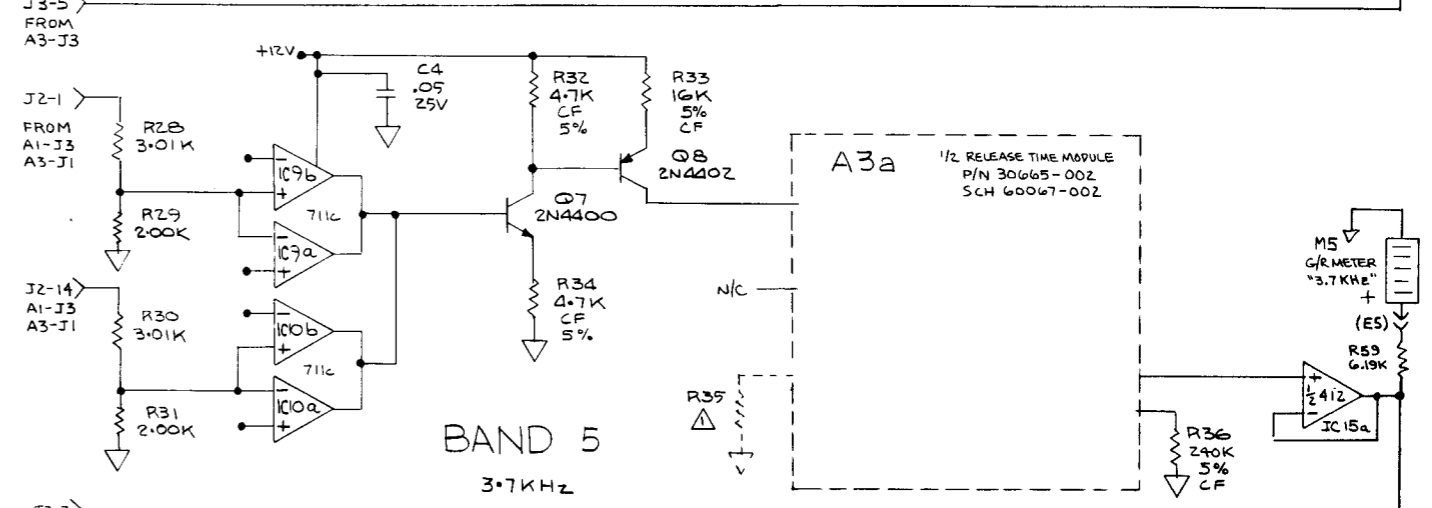 J3-5
FROM
A3-J3
+12V
C4
.05
25V
R32
4.7K
CF
5%
R33
16K
5%
CF
J2-1
FROM
A1-J3
A3-J1
R28
3.01K
IC9b
711c
IC9a
R29
2.00K
Q7
2N4400
Q8
2N4402
A3a
1/2 RELEASE TIME MODULE
P/N 30665-002
SCH 60067-002
J2-14
A1-J3
A3-J1
R30
3.01K
IC10b
711c
IC10a
R31
2.00K
R34
4.7K
CF
5%
N/C
R35
1
M5
G/R METER
"3.7KHz"
+
(E5)
R59
6.19K
1/2 412
IC15a
R36
240K
5%
CF
BAND 5
3.7KHz